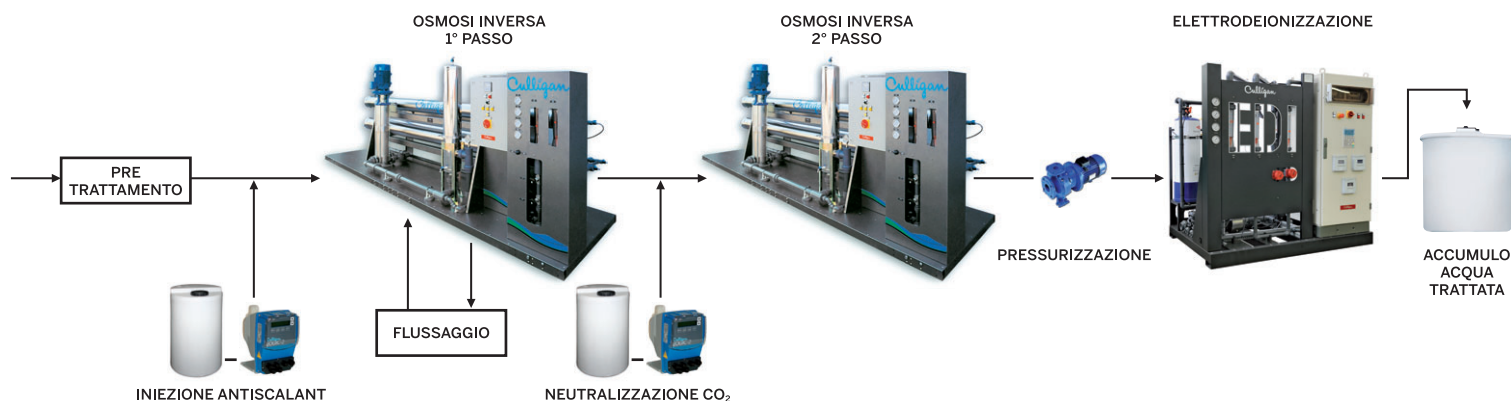 OSMOSI INVERSA
1° PASSO
OSMOSI INVERSA
2° PASSO
ELETTRODEIONIZZAZIONE
Culligan
Culligan
Culligan
EDI
PRE
TRATTAMENTO
PRESSURIZZAZIONE
ACCUMULO
ACQUA
TRATTATA
FLUSSAGGIO
INIEZIONE ANTISCALANT
NEUTRALIZZAZIONE CO₂